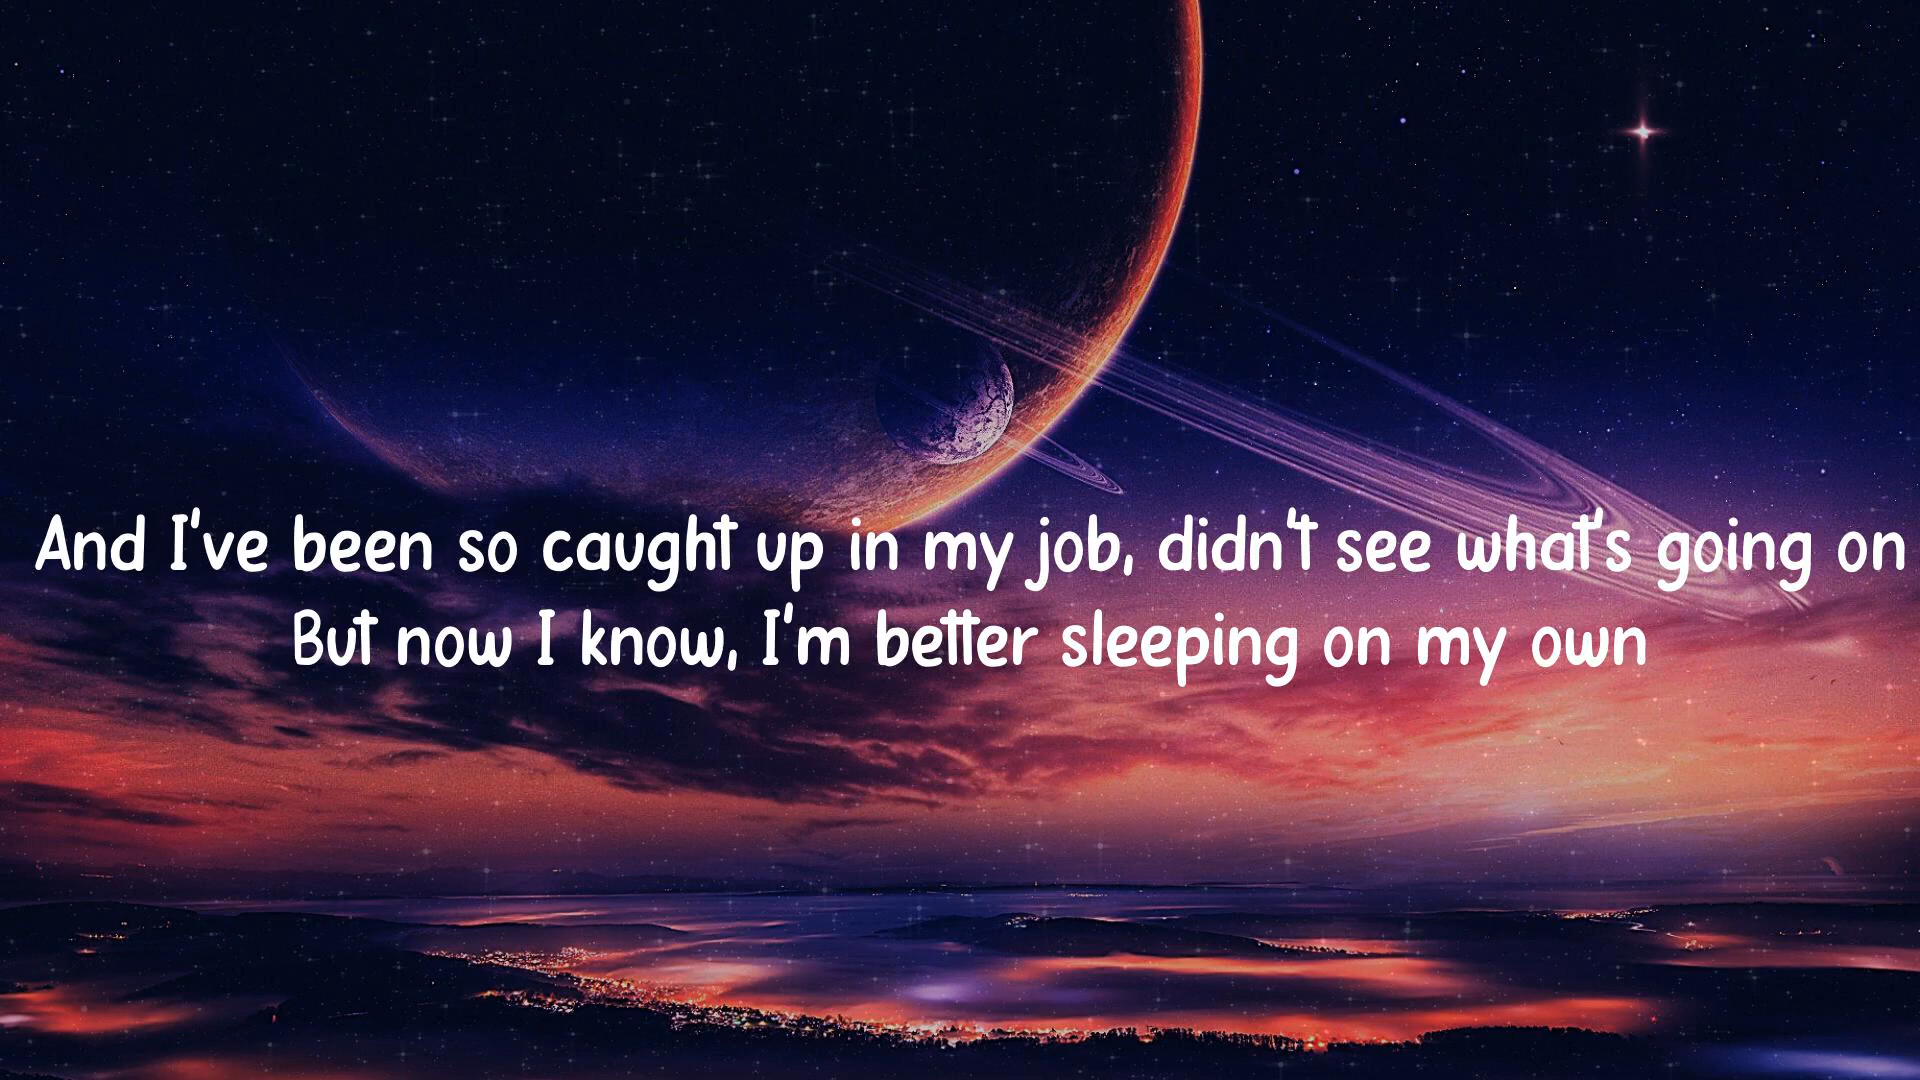 And I've been so caught up in my job, didn't see what's going on
But now I know, I'm better sleeping on my own